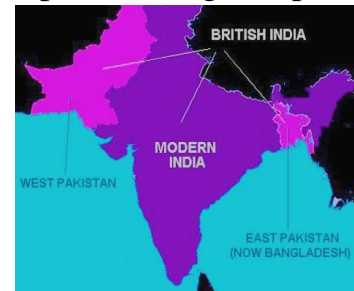 BRITISH INDIA
MODERN
INDIA
WEST PAKISTAN
EAST PAKISTAN
(NOW BANGLADESH)